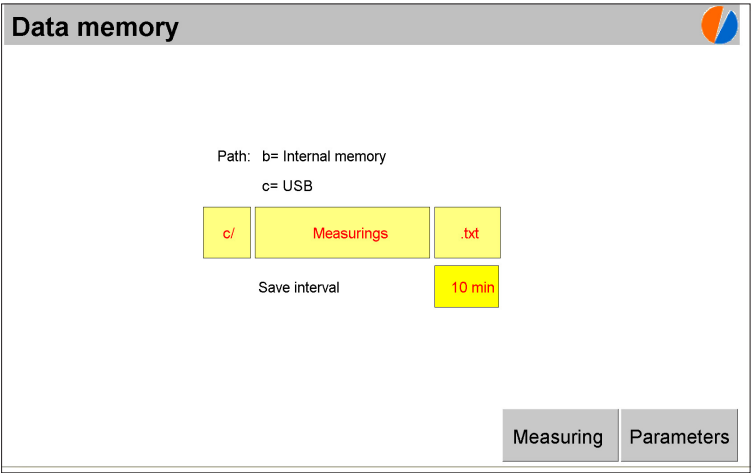 Data memory
Path: b= Internal memory
c= USB
c/ Measurings .txt
Save interval 10 min
Measuring Parameters